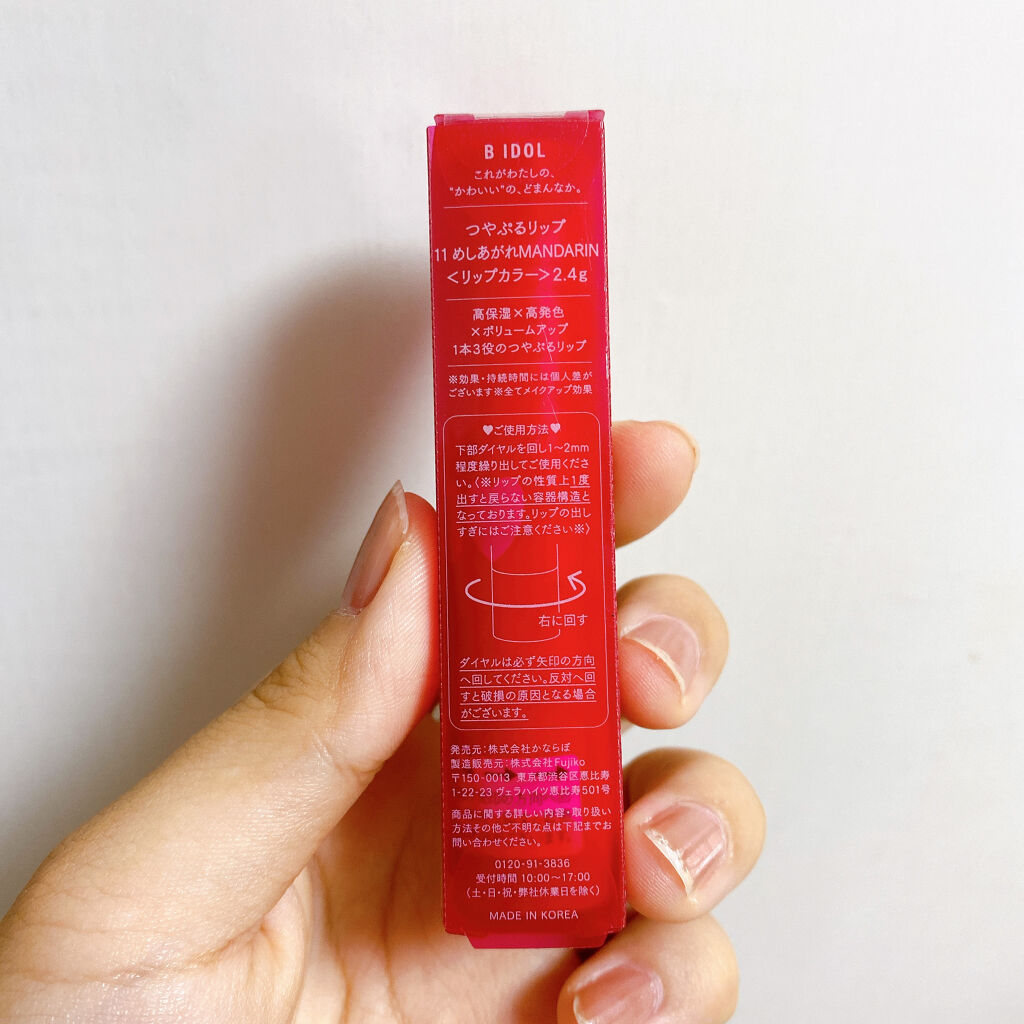 B IDOL
これがわたしの、
"かわいい"の、どまんなか。
つやぷるリップ
11 めしあがれMANDARIN
<リップカラー>2.4g
高保湿×高発色
×ボリュームアップ
1本3役のつやぷるリップ
※効果・持続時間には個人差が
ございます※全てメイクアップ効果
♥ご使用方法♥
下部ダイヤルを回し1〜2mm
程度繰り出してご使用くださ
い。〈※リップの性質上1度
出すと戻らない容器構造と
なっております。リップの出し
すぎにはご注意ください※〉
右に回す
ダイヤルは必ず矢印の方向
へ回してください。反対へ回
すと破損の原因となる場合
がございます。
発売元:株式会社かならぼ
製造販売元:株式会社Fujiko
〒150-0013 東京都渋谷区恵比寿
1-22-23 ヴェラハイツ恵比寿501号
商品に関する詳しい内容・取り扱い
方法その他ご不明な点は下記までお
問い合わせください。
0120-91-3836
受付時間 10:00〜17:00
(土・日・祝・弊社休業日を除く)
MADE IN KOREA